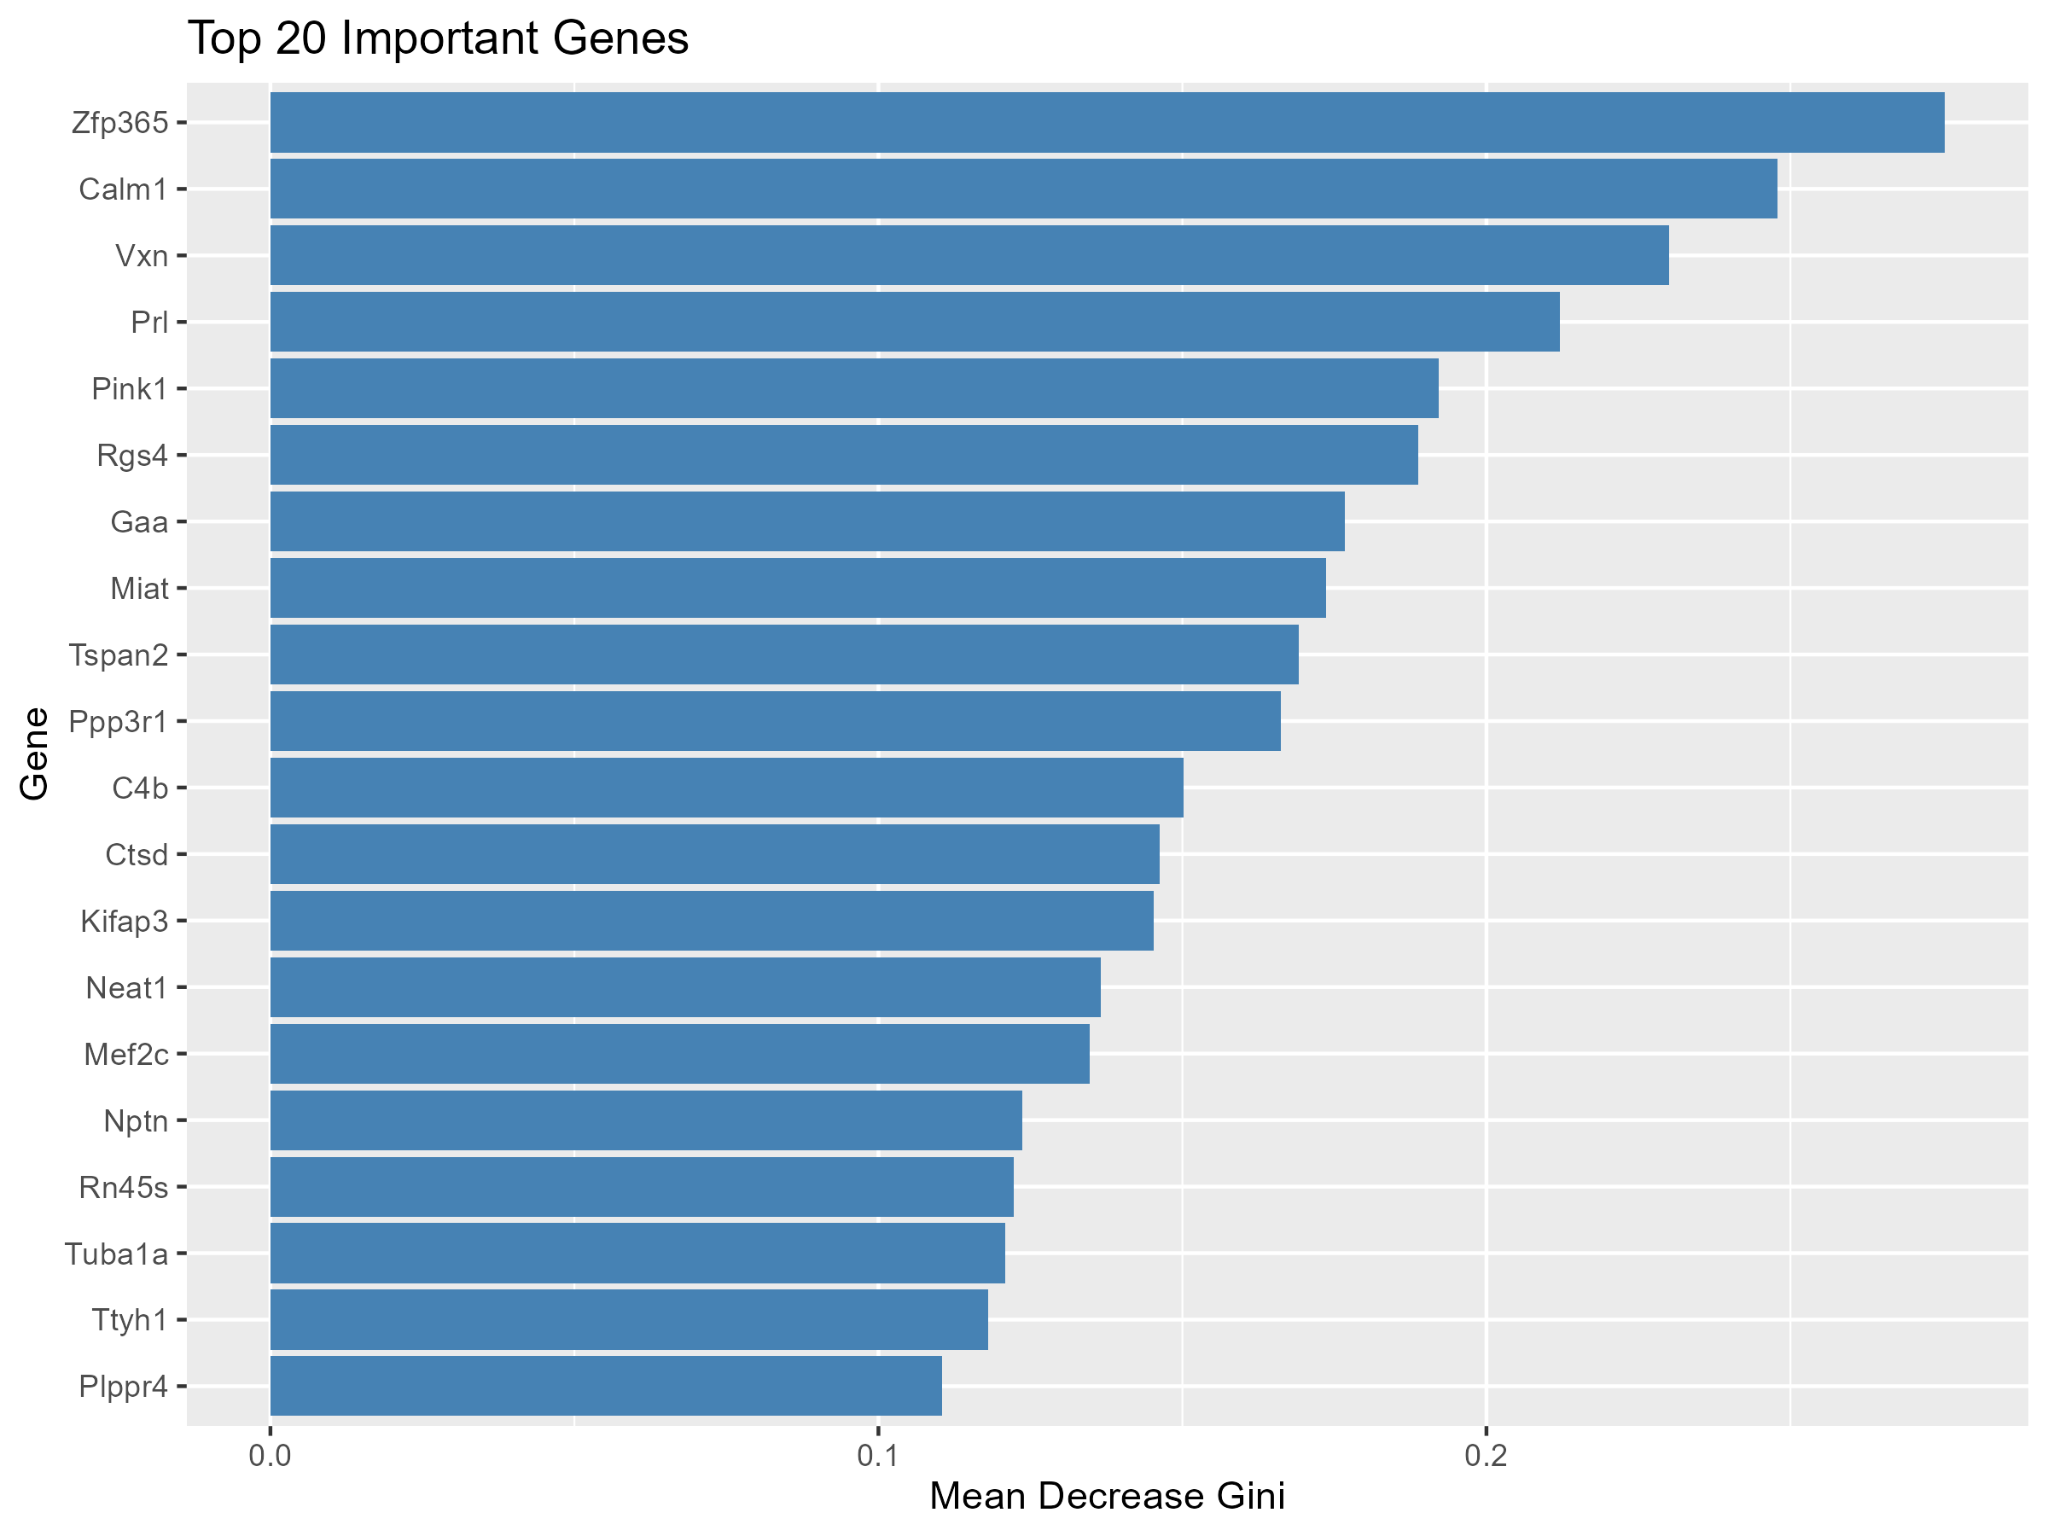 Top 20 Important Genes
Gene
Zfp365
Calm1
Vxn
Prl
Pink1
Rgs4
Gaa
Miat
Tspan2
Ppp3r1
C4b
Ctsd
Kifap3
Neat1
Mef2c
Nptn
Rn45s
Tuba1a
Ttyh1
Plppr4
0.0 0.1 0.2
Mean Decrease Gini